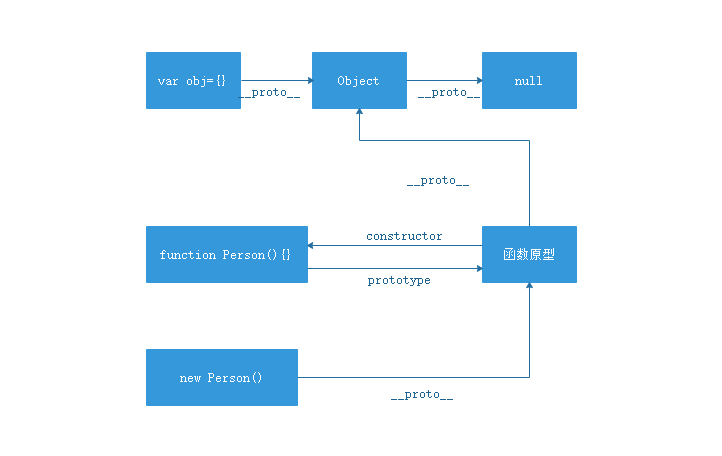 var obj={}
Object
null
__proto__
__proto__
__proto__
constructor
function Person(){}
函数原型
prototype
new Person()
__proto__